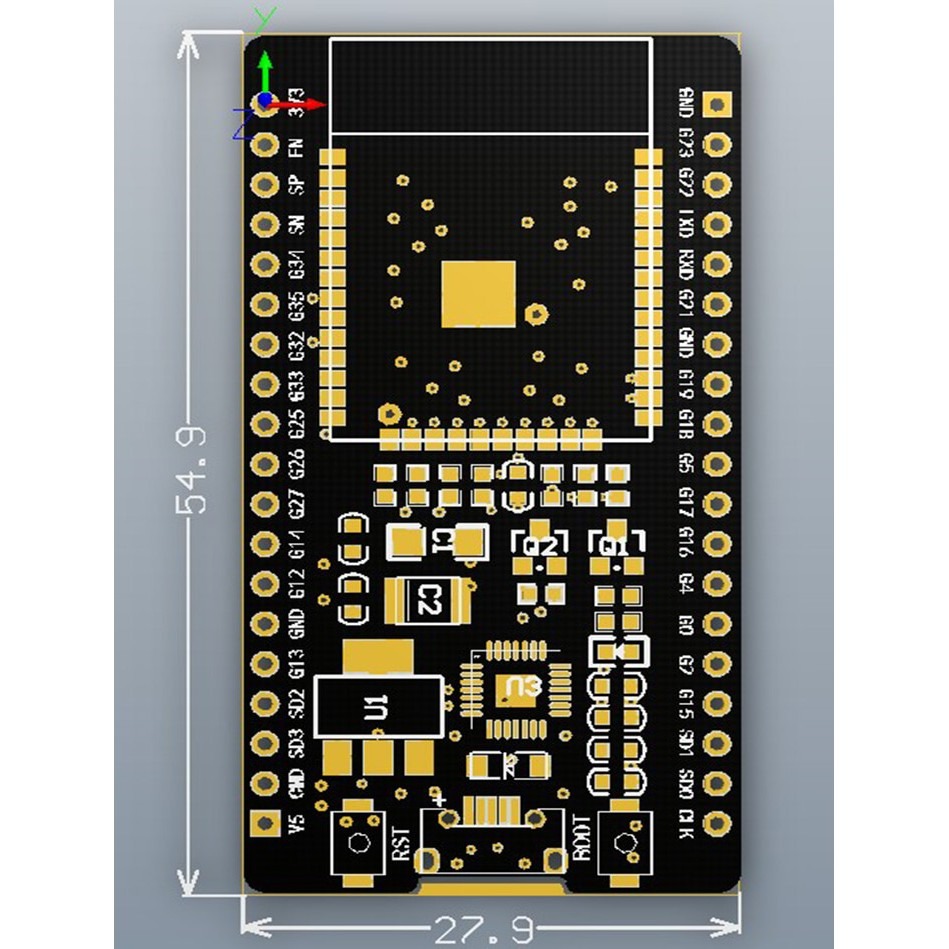 Y
Z
3V3
FN
SP
SN
G34
G35
G32
G33
G25
G26
G27
G14
G12
GND
G13
SD2
SD3
CMD
V5
GND
G23
G22
TXD
RXD
G21
GND
G19
G18
G5
G17
G16
G4
G0
G2
G15
SD1
SD0
CLK
C1
Q2
Q1
C2
U3
U1
+
RST
BOOT
54.9
27.9